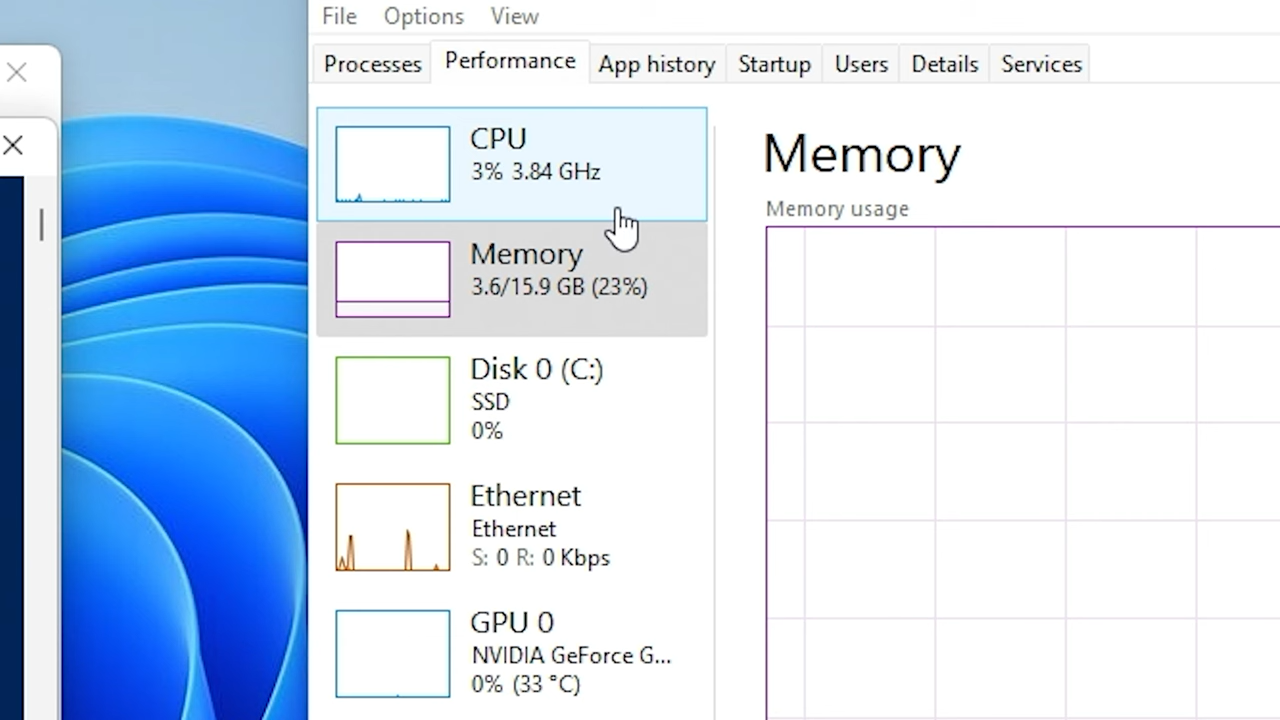 File Options View
Processes Performance App history Startup Users Details Services
CPU
3% 3.84 GHz
Memory
3.6/15.9 GB (23%)
Disk 0 (C:)
SSD
0%
Ethernet
Ethernet
S: 0 R: 0 Kbps
GPU 0
NVIDIA GeForce G...
0% (33 °C)
Memory
Memory usage